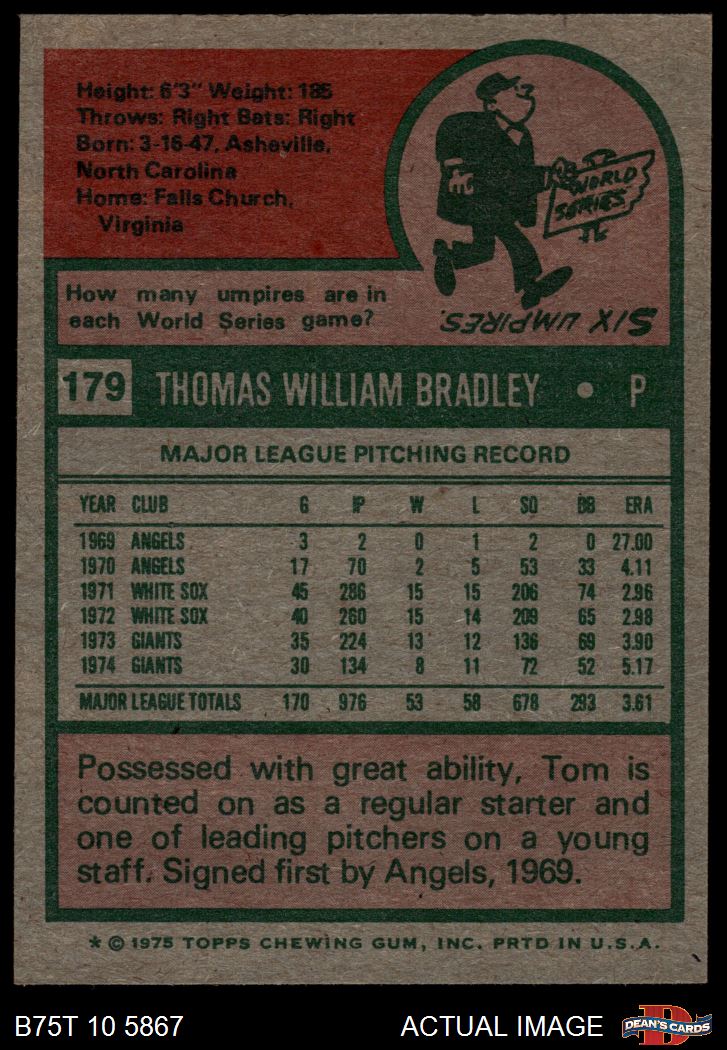 Height: 6'3" Weight: 185
Throws: Right Bats: Right
Born: 3-16-47, Asheville,
North Carolina
Home: Falls Church,
Virginia
WORLD
SERIES
How many umpires are in
each World Series game?
SIX UMPIRES.
179 THOMAS WILLIAM BRADLEY • P
MAJOR LEAGUE PITCHING RECORD
YEAR CLUB G IP W L SO BB ERA
1969 ANGELS 3 2 0 1 2 0 27.00
1970 ANGELS 17 70 2 5 53 33 4.11
1971 WHITE SOX 45 286 15 15 206 74 2.96
1972 WHITE SOX 40 260 15 14 209 65 2.98
1973 GIANTS 35 224 13 12 136 69 3.90
1974 GIANTS 30 134 8 11 72 52 5.17
MAJOR LEAGUE TOTALS 170 976 53 58 678 293 3.61
Possessed with great ability, Tom is
counted on as a regular starter and
one of leading pitchers on a young
staff. Signed first by Angels, 1969.
* © 1975 TOPPS CHEWING GUM, INC. PRTD IN U.S.A.
B75T 10 5867 ACTUAL IMAGE
D
DEAN'S CARDS